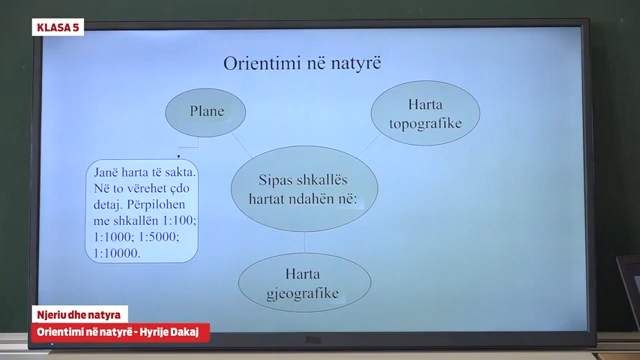 KLASA 5
Orientimi në natyrë
Plane
Harta
topografike
Janë harta të sakta.
Në to vërehet çdo
detaj. Përpilohen
me shkallën 1:100;
1:1000; 1:5000;
1:10000.
Sipas shkallës
hartat ndahën në:
Harta
gjeografike
Njeriu dhe natyra
Orientimi në natyrë - Hyrije Dakaj